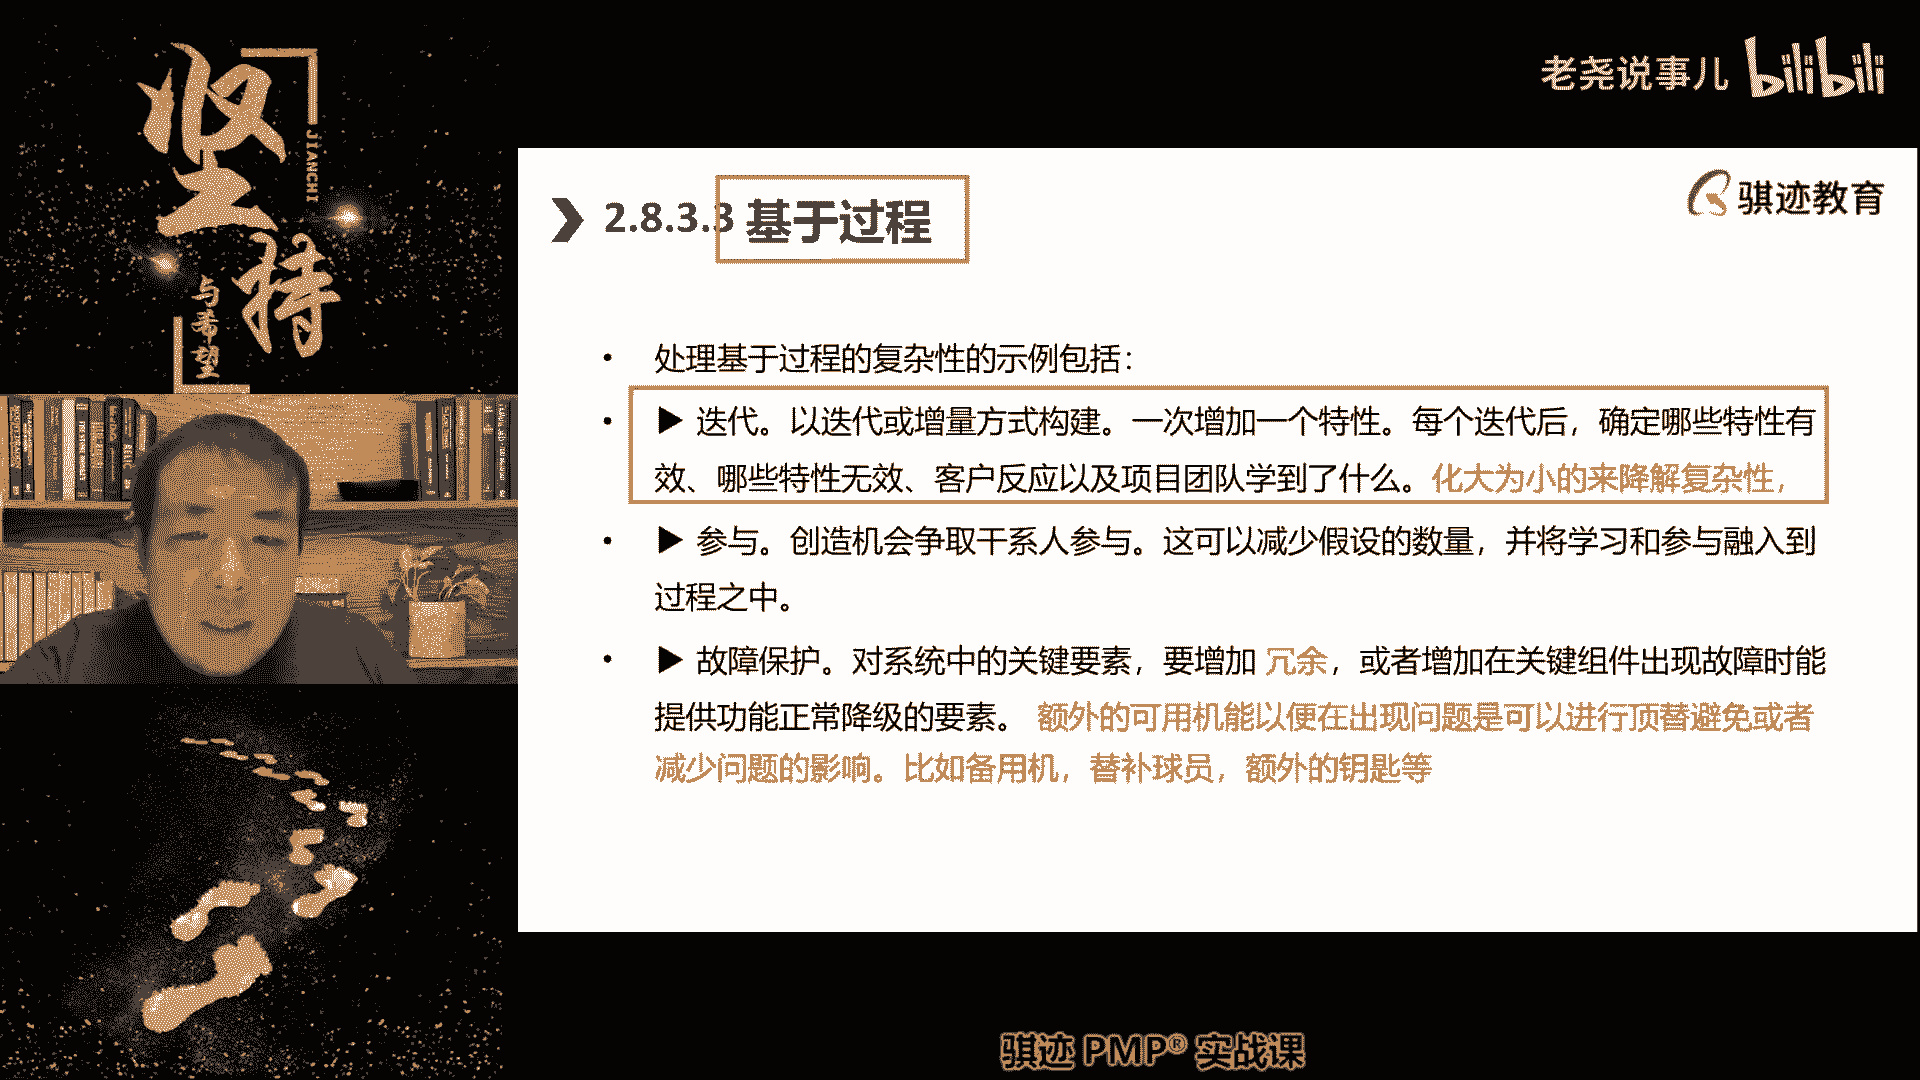 坚持
JIANCHI
与希望
老尧说事儿 bilibili
骐迹教育
2.8.3.3 基于过程
• 处理基于过程的复杂性的示例包括：
• ▶ 迭代。以迭代或增量方式构建。一次增加一个特性。每个迭代后，确定哪些特性有
效、哪些特性无效、客户反应以及项目团队学到了什么。化大为小的来降解复杂性，
• ▶ 参与。创造机会争取干系人参与。这可以减少假设的数量，并将学习和参与融入到
过程之中。
• ▶ 故障保护。对系统中的关键要素，要增加 冗余，或者增加在关键组件出现故障时能
提供功能正常降级的要素。 额外的可用机能以便在出现问题是可以进行顶替避免或者
减少问题的影响。比如备用机，替补球员，额外的钥匙等
骐迹 PMP® 实战课